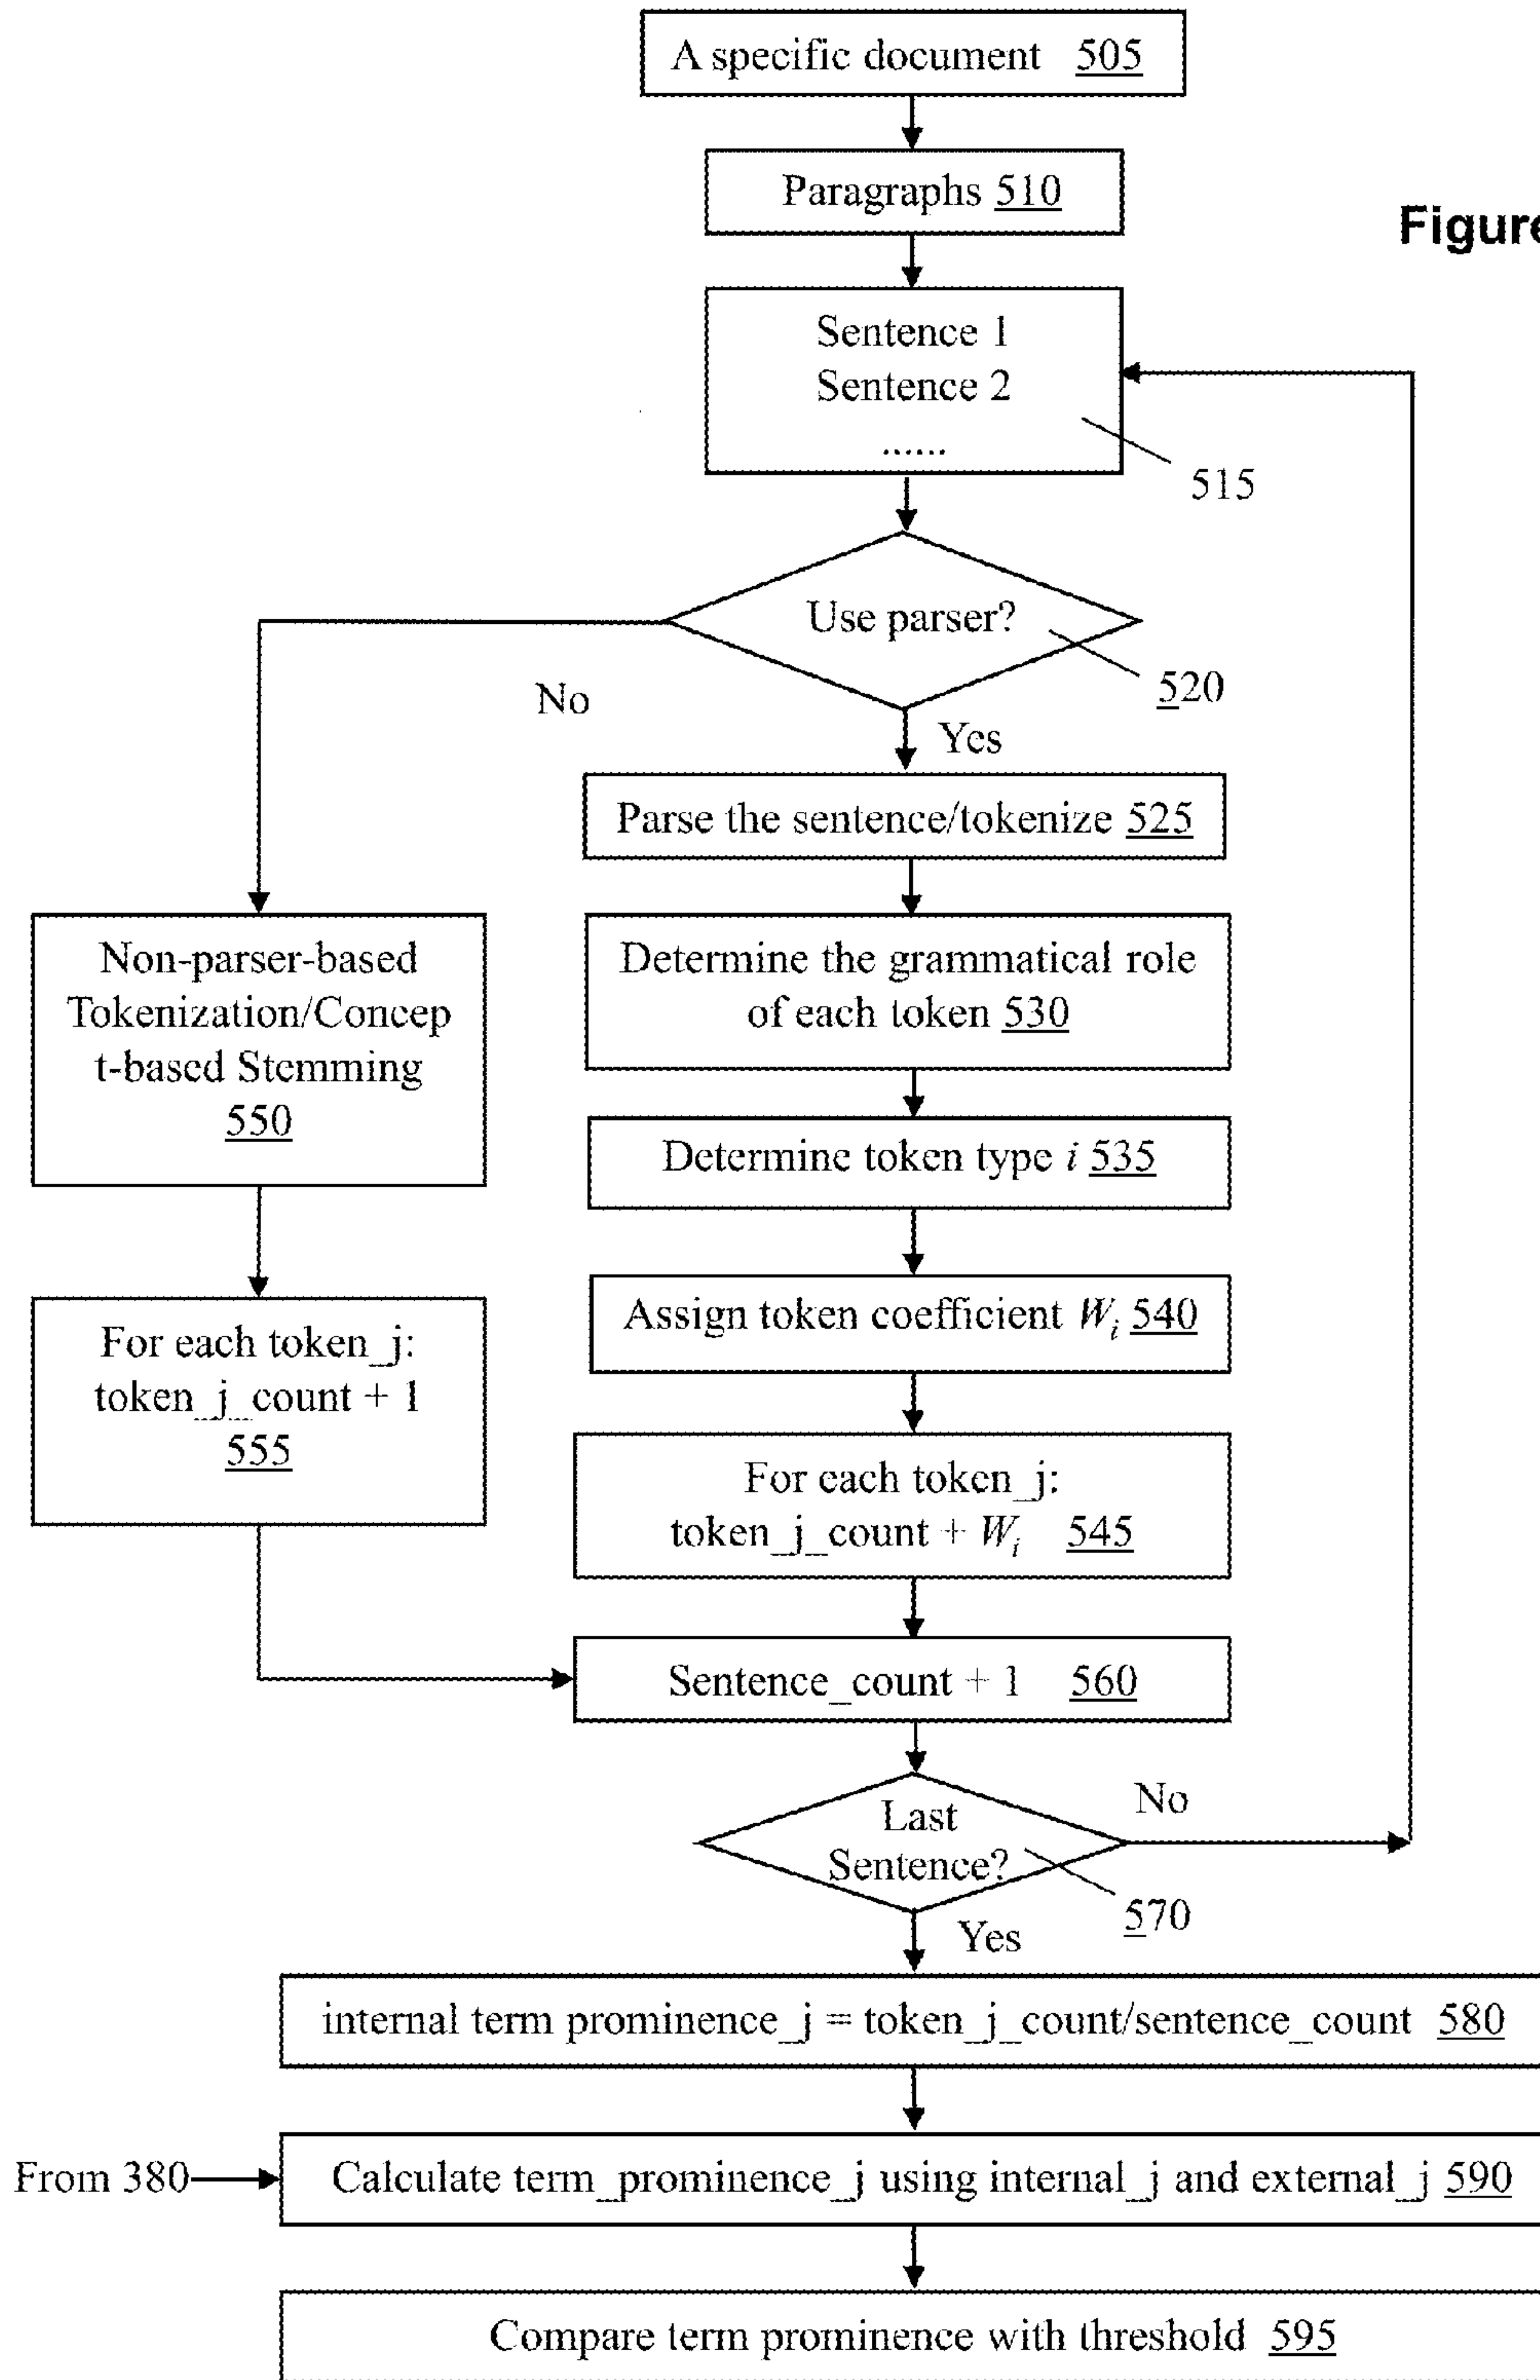 A specific document 505
Paragraphs 510
Figure
Sentence 1
Sentence 2
......
515
Use parser?
520
No
Yes
Parse the sentence/tokenize 525
Non-parser-based
Tokenization/Concep
t-based Stemming
550
Determine the grammatical role
of each token 530
Determine token type i 535
Assign token coefficient Wi 540
For each token_j:
token_j_count + 1
555
For each token_j:
token_j_count + Wi 545
Sentence_count + 1 560
Last
Sentence?
No
570
Yes
internal term prominence_j = token_j_count/sentence_count 580
From 380
Calculate term_prominence_j using internal_j and external_j 590
Compare term prominence with threshold 595